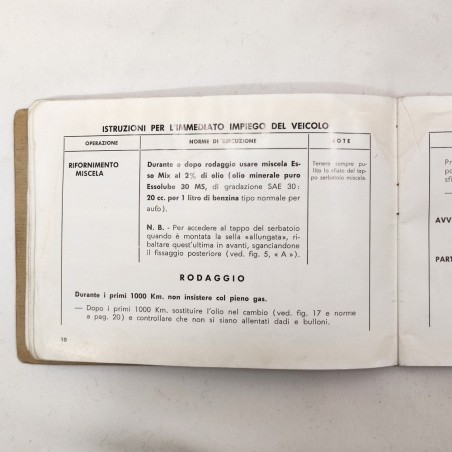 ISTRUZIONI PER L'IMMEDIATO IMPIEGO DEL VEICOLO
OPERAZIONE
NORME DI ESECUZIONE
NOTE
RIFORNIMENTO
MISCELA
Durante e dopo rodaggio usare miscela Es-
so Mix al 2% di olio (olio minerale puro
Essolube 30 MS, di gradazione SAE 30:
20 cc. per 1 litro di benzina tipo normale per
auto).
N. B. - Per accedere al tappo del serbatoio
quando è montata la sella «allungata», ri-
baltare quest'ultima in avanti, sganciandone
il fissaggio posteriore (ved. fig. 5, « A »).
Tenere sempre pu-
lito lo sfiato del tap-
po serbatoio miscela.
RODAGGIO
Durante i primi 1000 Km. non insistere col pieno gas.
— Dopo i primi 1000 Km. sostituire l'olio nel cambio (ved. fig. 17 e norme
a pag. 20) e controllare che non si siano allentati dadi e bulloni.
10
Pr
po
sfi
AVV
PART